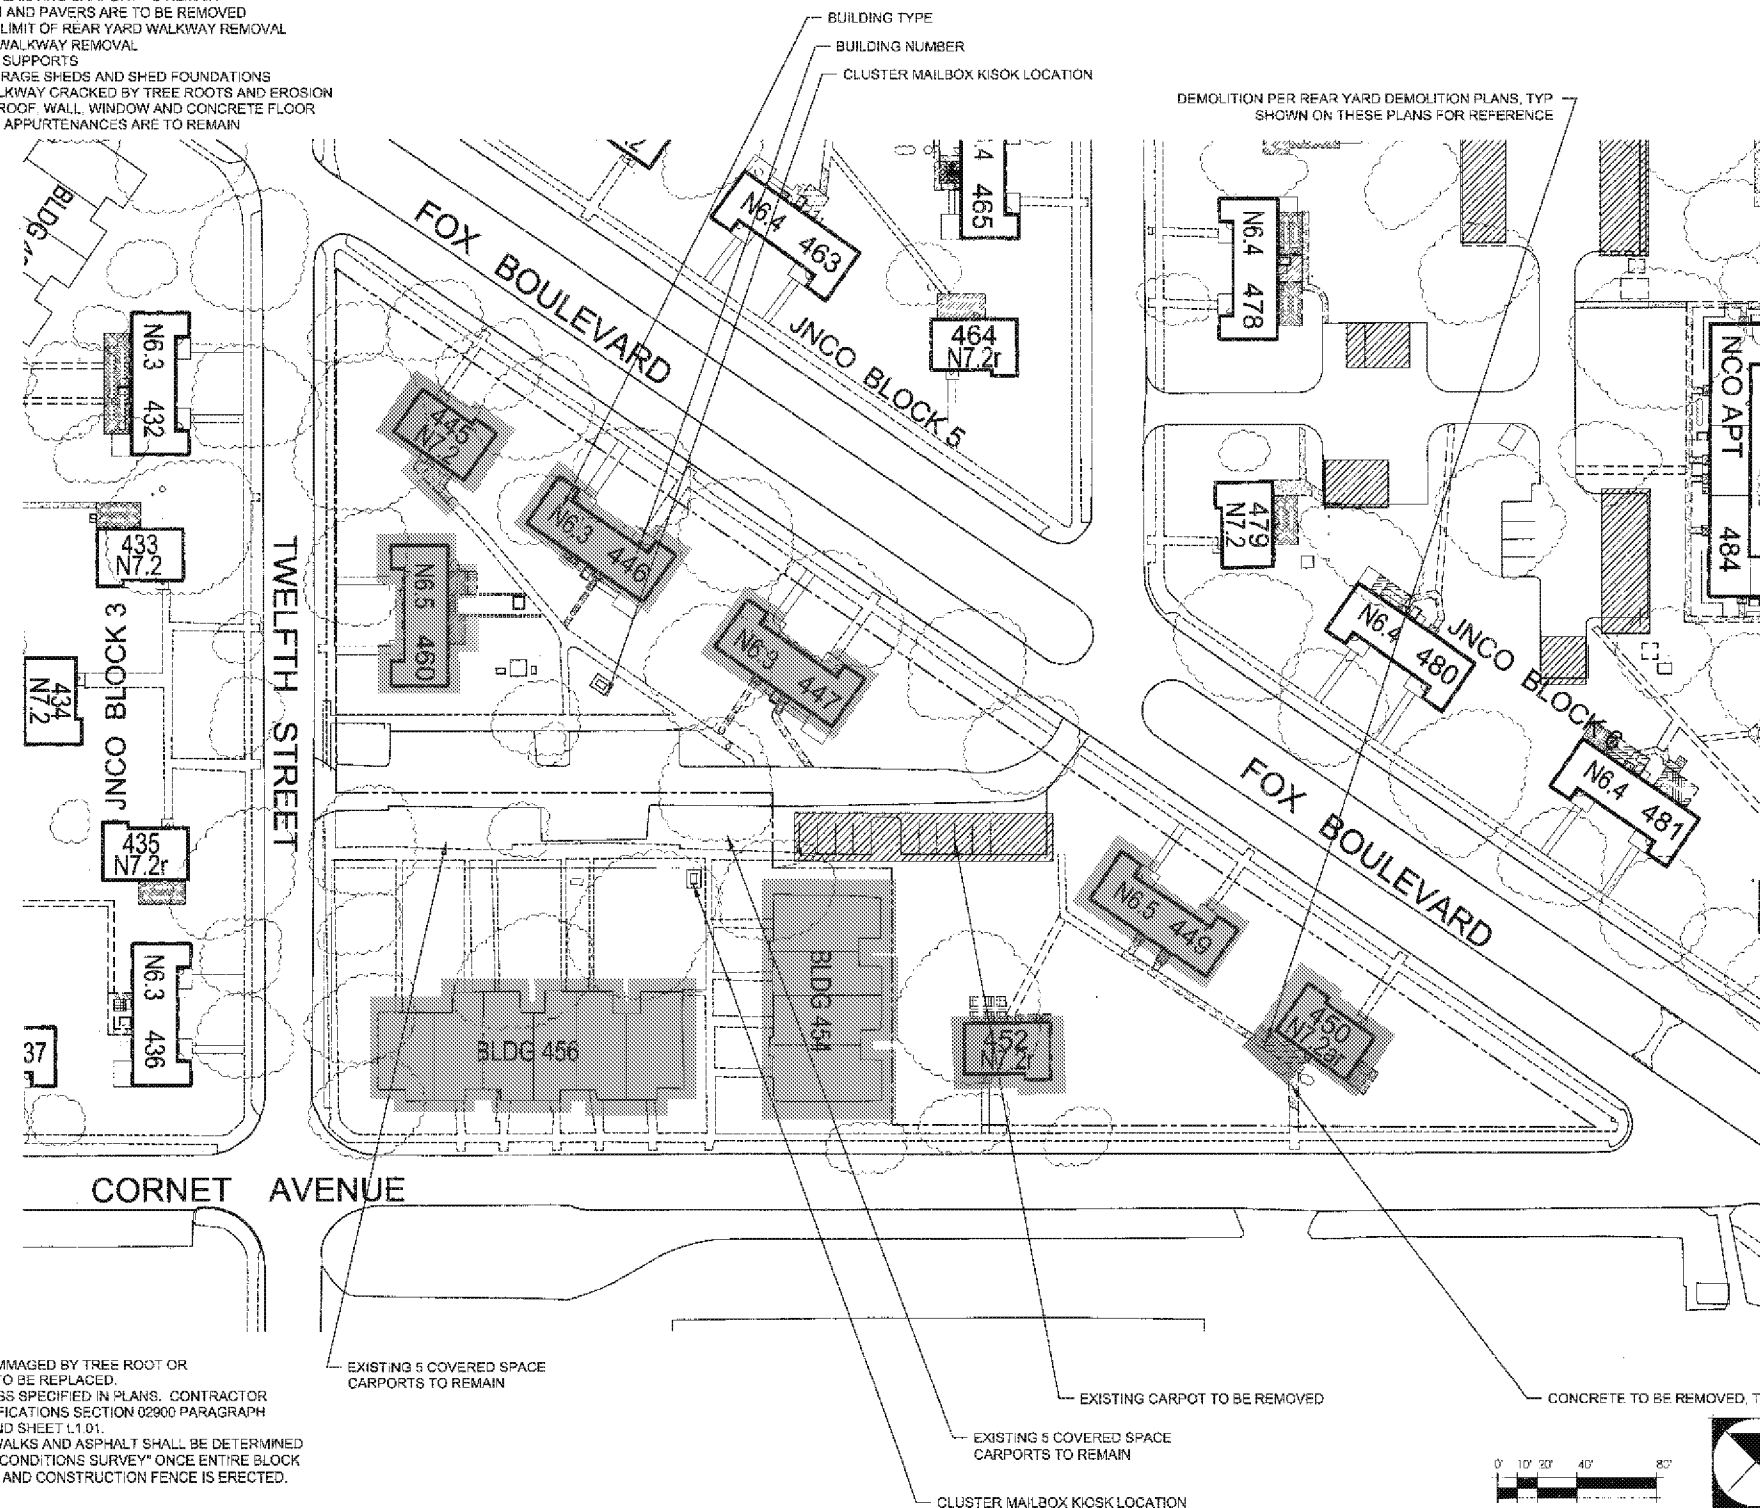 AND PAVERS ARE TO BE REMOVED
LIMIT OF REAR YARD WALKWAY REMOVAL
WALKWAY REMOVAL
SUPPORTS
RAGE SHEDS AND SHED FOUNDATIONS
LKWAY CRACKED BY TREE ROOTS AND EROSION
ROOF, WALL, WINDOW AND CONCRETE FLOOR
APPURTENANCES ARE TO REMAIN
BUILDING TYPE
BUILDING NUMBER
CLUSTER MAILBOX KISOK LOCATION
DEMOLITION PER REAR YARD DEMOLITION PLANS, TYP
SHOWN ON THESE PLANS FOR REFERENCE
BLDG
FOX BOULEVARD
N6.4 463
.4 465
464
N7.2r
JNCO BLOCK 5
N6.4 478
NCO APT 484
N6.3 432
445
N7.2
N6.3 446
479
N7.2
433
N7.2
N6.5 460
N6.3 447
N6.4 480
JNCO BLOCK 6
TWELFTH STREET
JNCO BLOCK 3
434
N7.2
FOX BOULEVARD
N6.4 481
435
N7.2r
N6.5 449
BLDG 454
N6.3 436
37
BLDG 456
452
N7.2r
450
N7.2ar
CORNET AVENUE
MMAGED BY TREE ROOT OR
TO BE REPLACED.
SS SPECIFIED IN PLANS. CONTRACTOR
FICATIONS SECTION 02900 PARAGRAPH
ND SHEET L1.01.
WALKS AND ASPHALT SHALL BE DETERMINED
CONDITIONS SURVEY" ONCE ENTIRE BLOCK
AND CONSTRUCTION FENCE IS ERECTED.
EXISTING 5 COVERED SPACE
CARPORTS TO REMAIN
EXISTING CARPOT TO BE REMOVED
EXISTING 5 COVERED SPACE
CARPORTS TO REMAIN
CLUSTER MAILBOX KIOSK LOCATION
CONCRETE TO BE REMOVED, T
0' 10' 20' 40' 80'